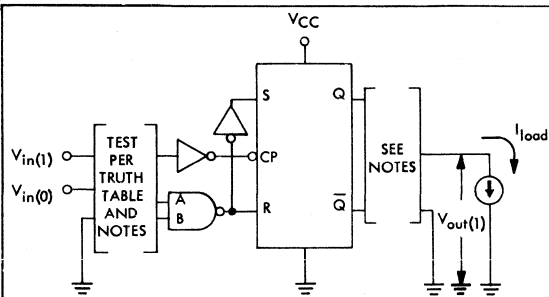 VCC
S
Q
Vin(1)
TEST
PER
TRUTH
TABLE
AND
NOTES
CP
SEE
NOTES
Iload
Vin(0)
A
B
R
Q̅
Vout(1)